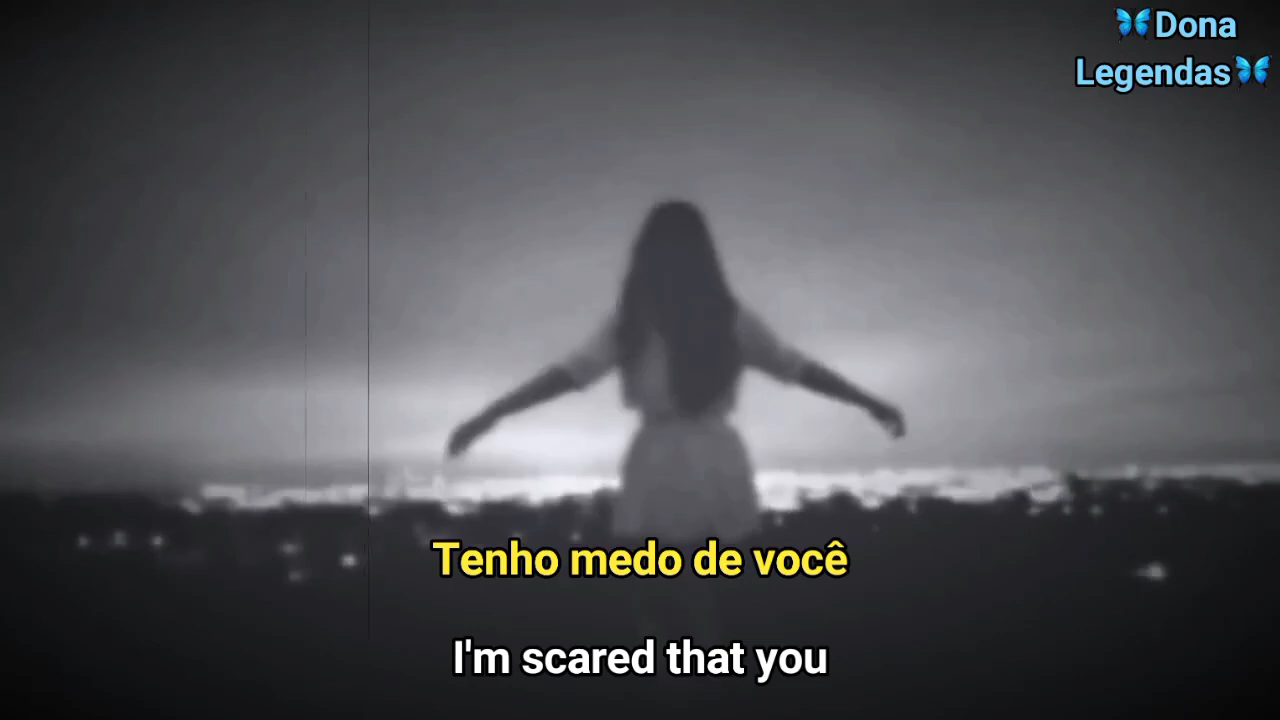 🦋Dona
Legendas🦋
Tenho medo de você
I'm scared that you